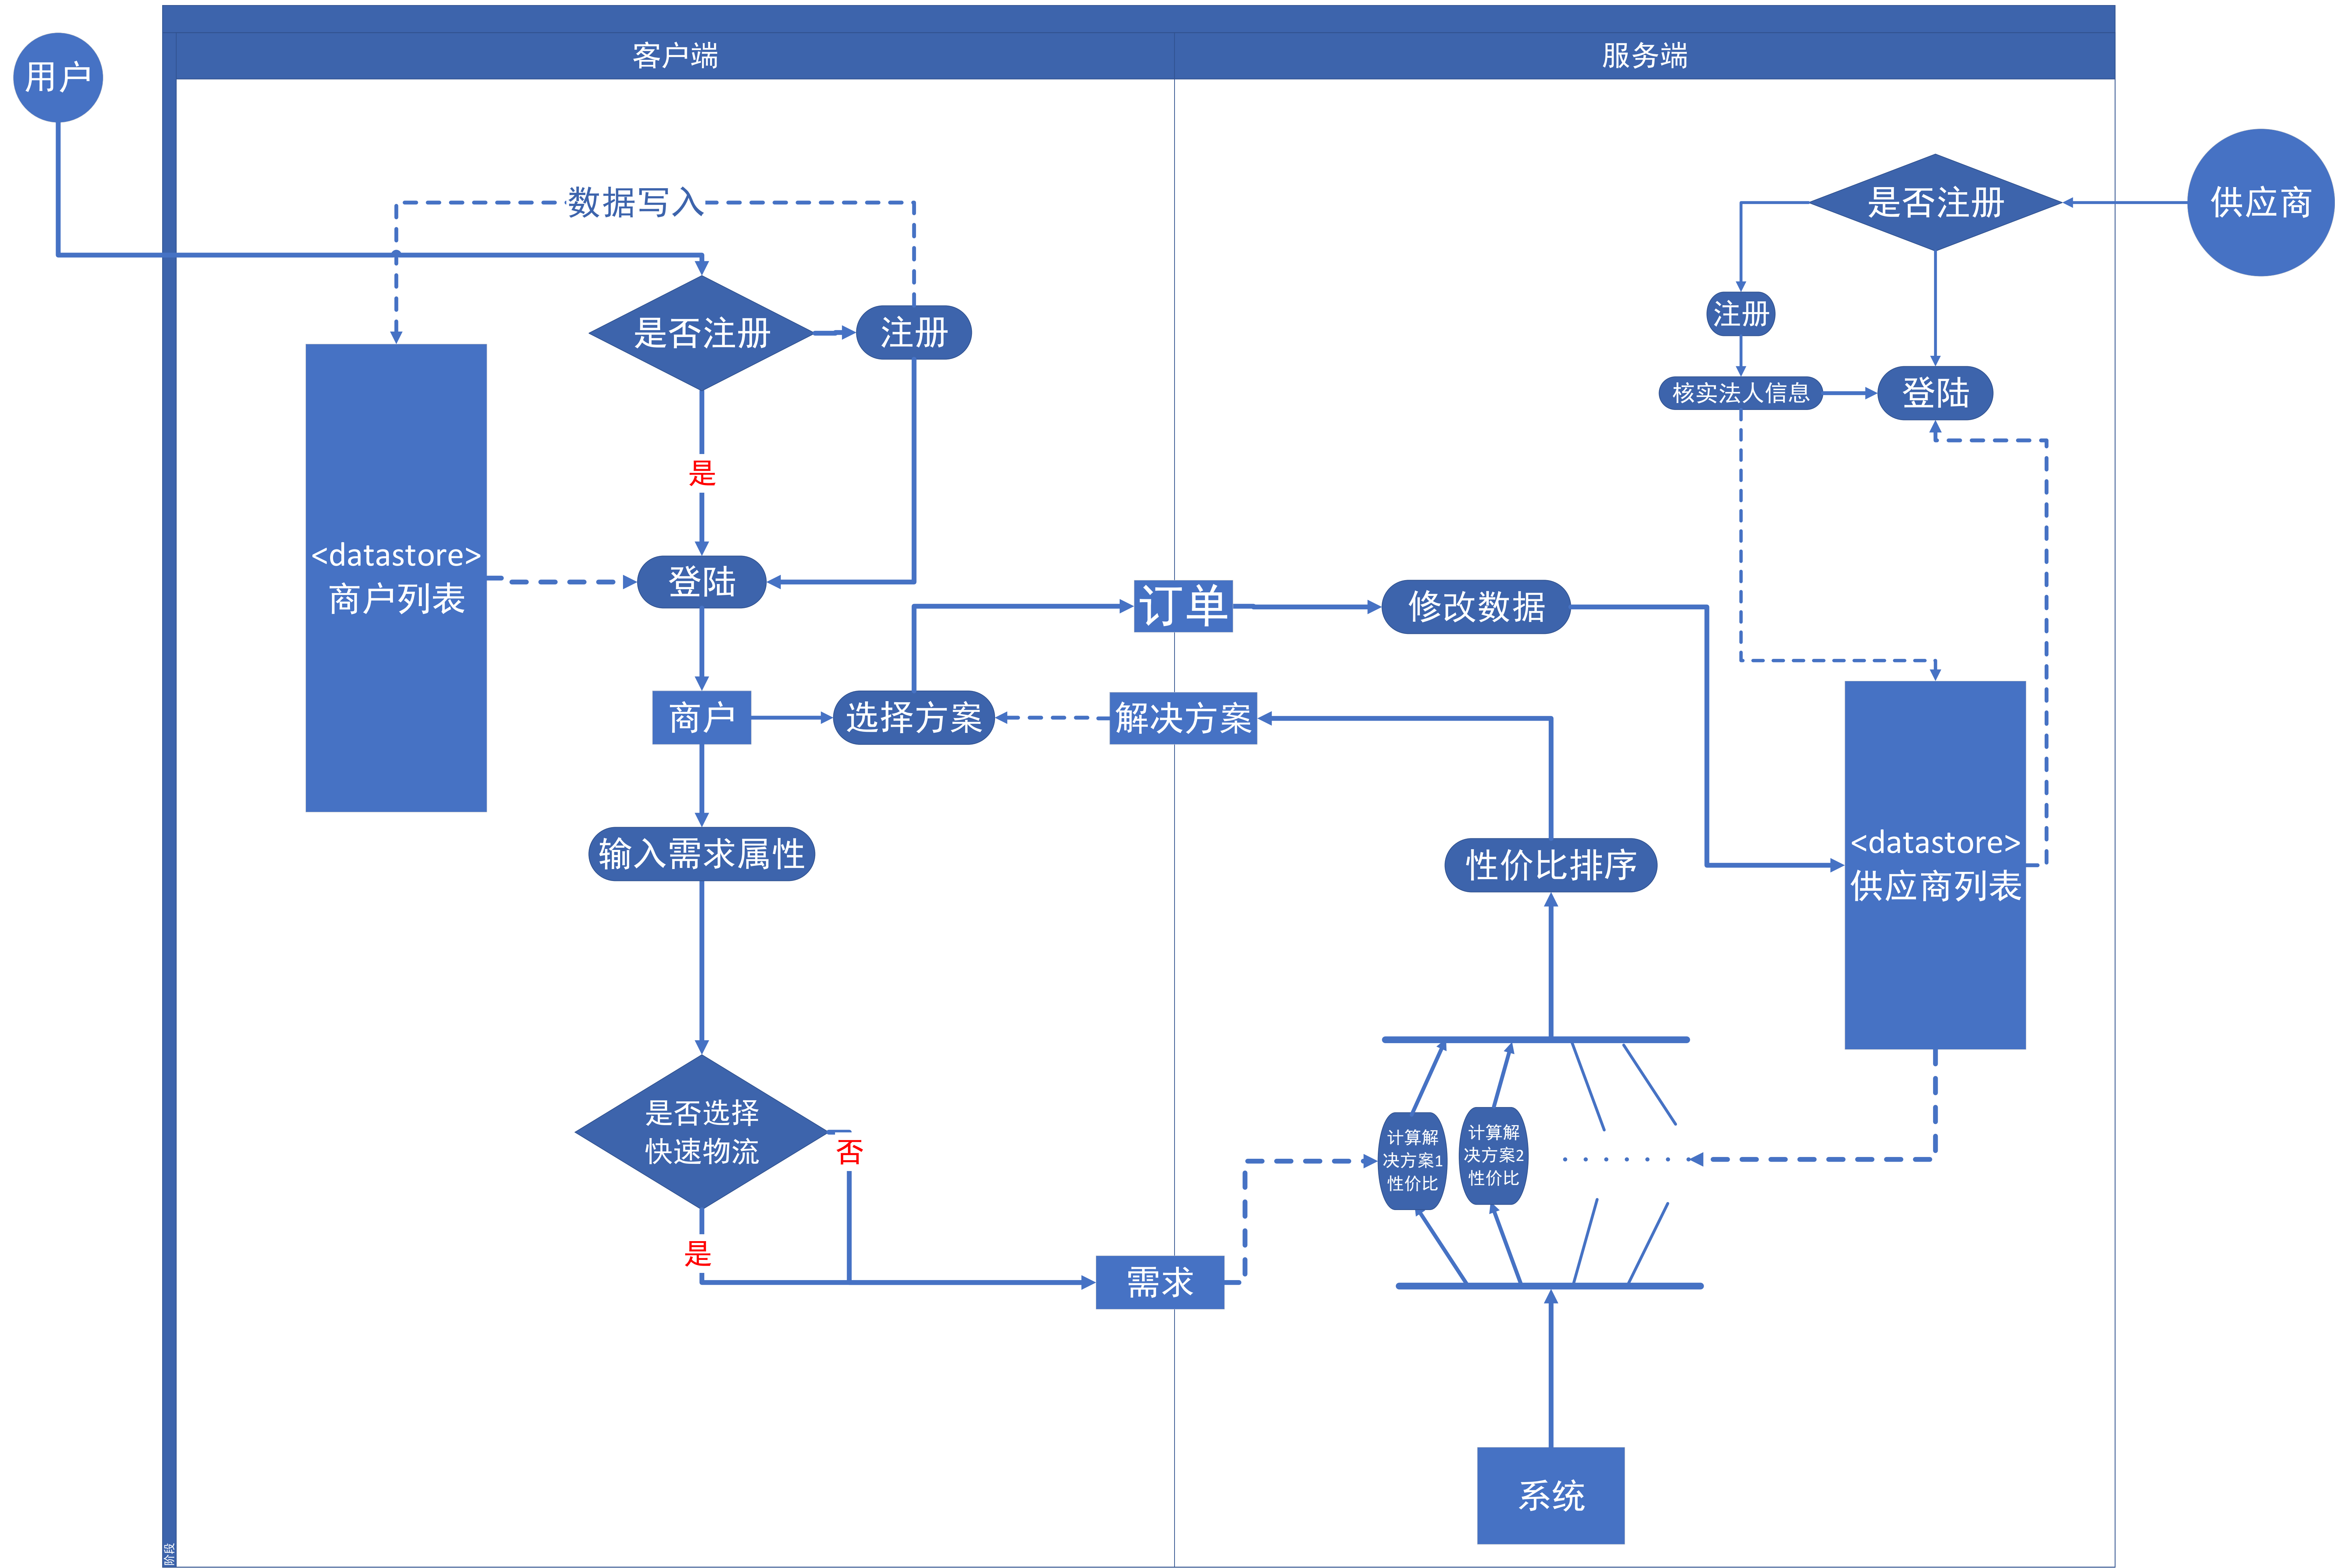 客户端
服务端
用户
供应商
数据写入
是否注册
是否注册
注册
注册
核实法人信息
登陆
是
<datastore>
商户列表
登陆
订单
修改数据
商户
选择方案
解决方案
输入需求属性
性价比排序
<datastore>
供应商列表
是否选择
快速物流
否
是
计算解
决方案1
性价比
计算解
决方案2
性价比
需求
系统
阶段